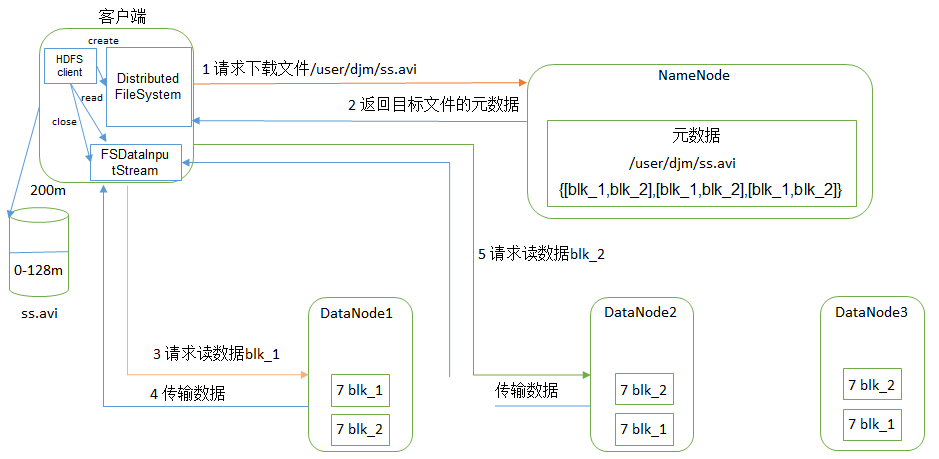 客户端
create
HDFS
client
Distributed
FileSystem
read
close
FSDataInpu
tStream
1 请求下载文件/user/djm/ss.avi
2 返回目标文件的元数据
NameNode
元数据
/user/djm/ss.avi
{[blk_1,blk_2],[blk_1,blk_2],[blk_1,blk_2]}
200m
0-128m
ss.avi
5 请求读数据blk_2
3 请求读数据blk_1
4 传输数据
DataNode1
7 blk_1
7 blk_2
传输数据
DataNode2
7 blk_2
7 blk_1
DataNode3
7 blk_2
7 blk_1